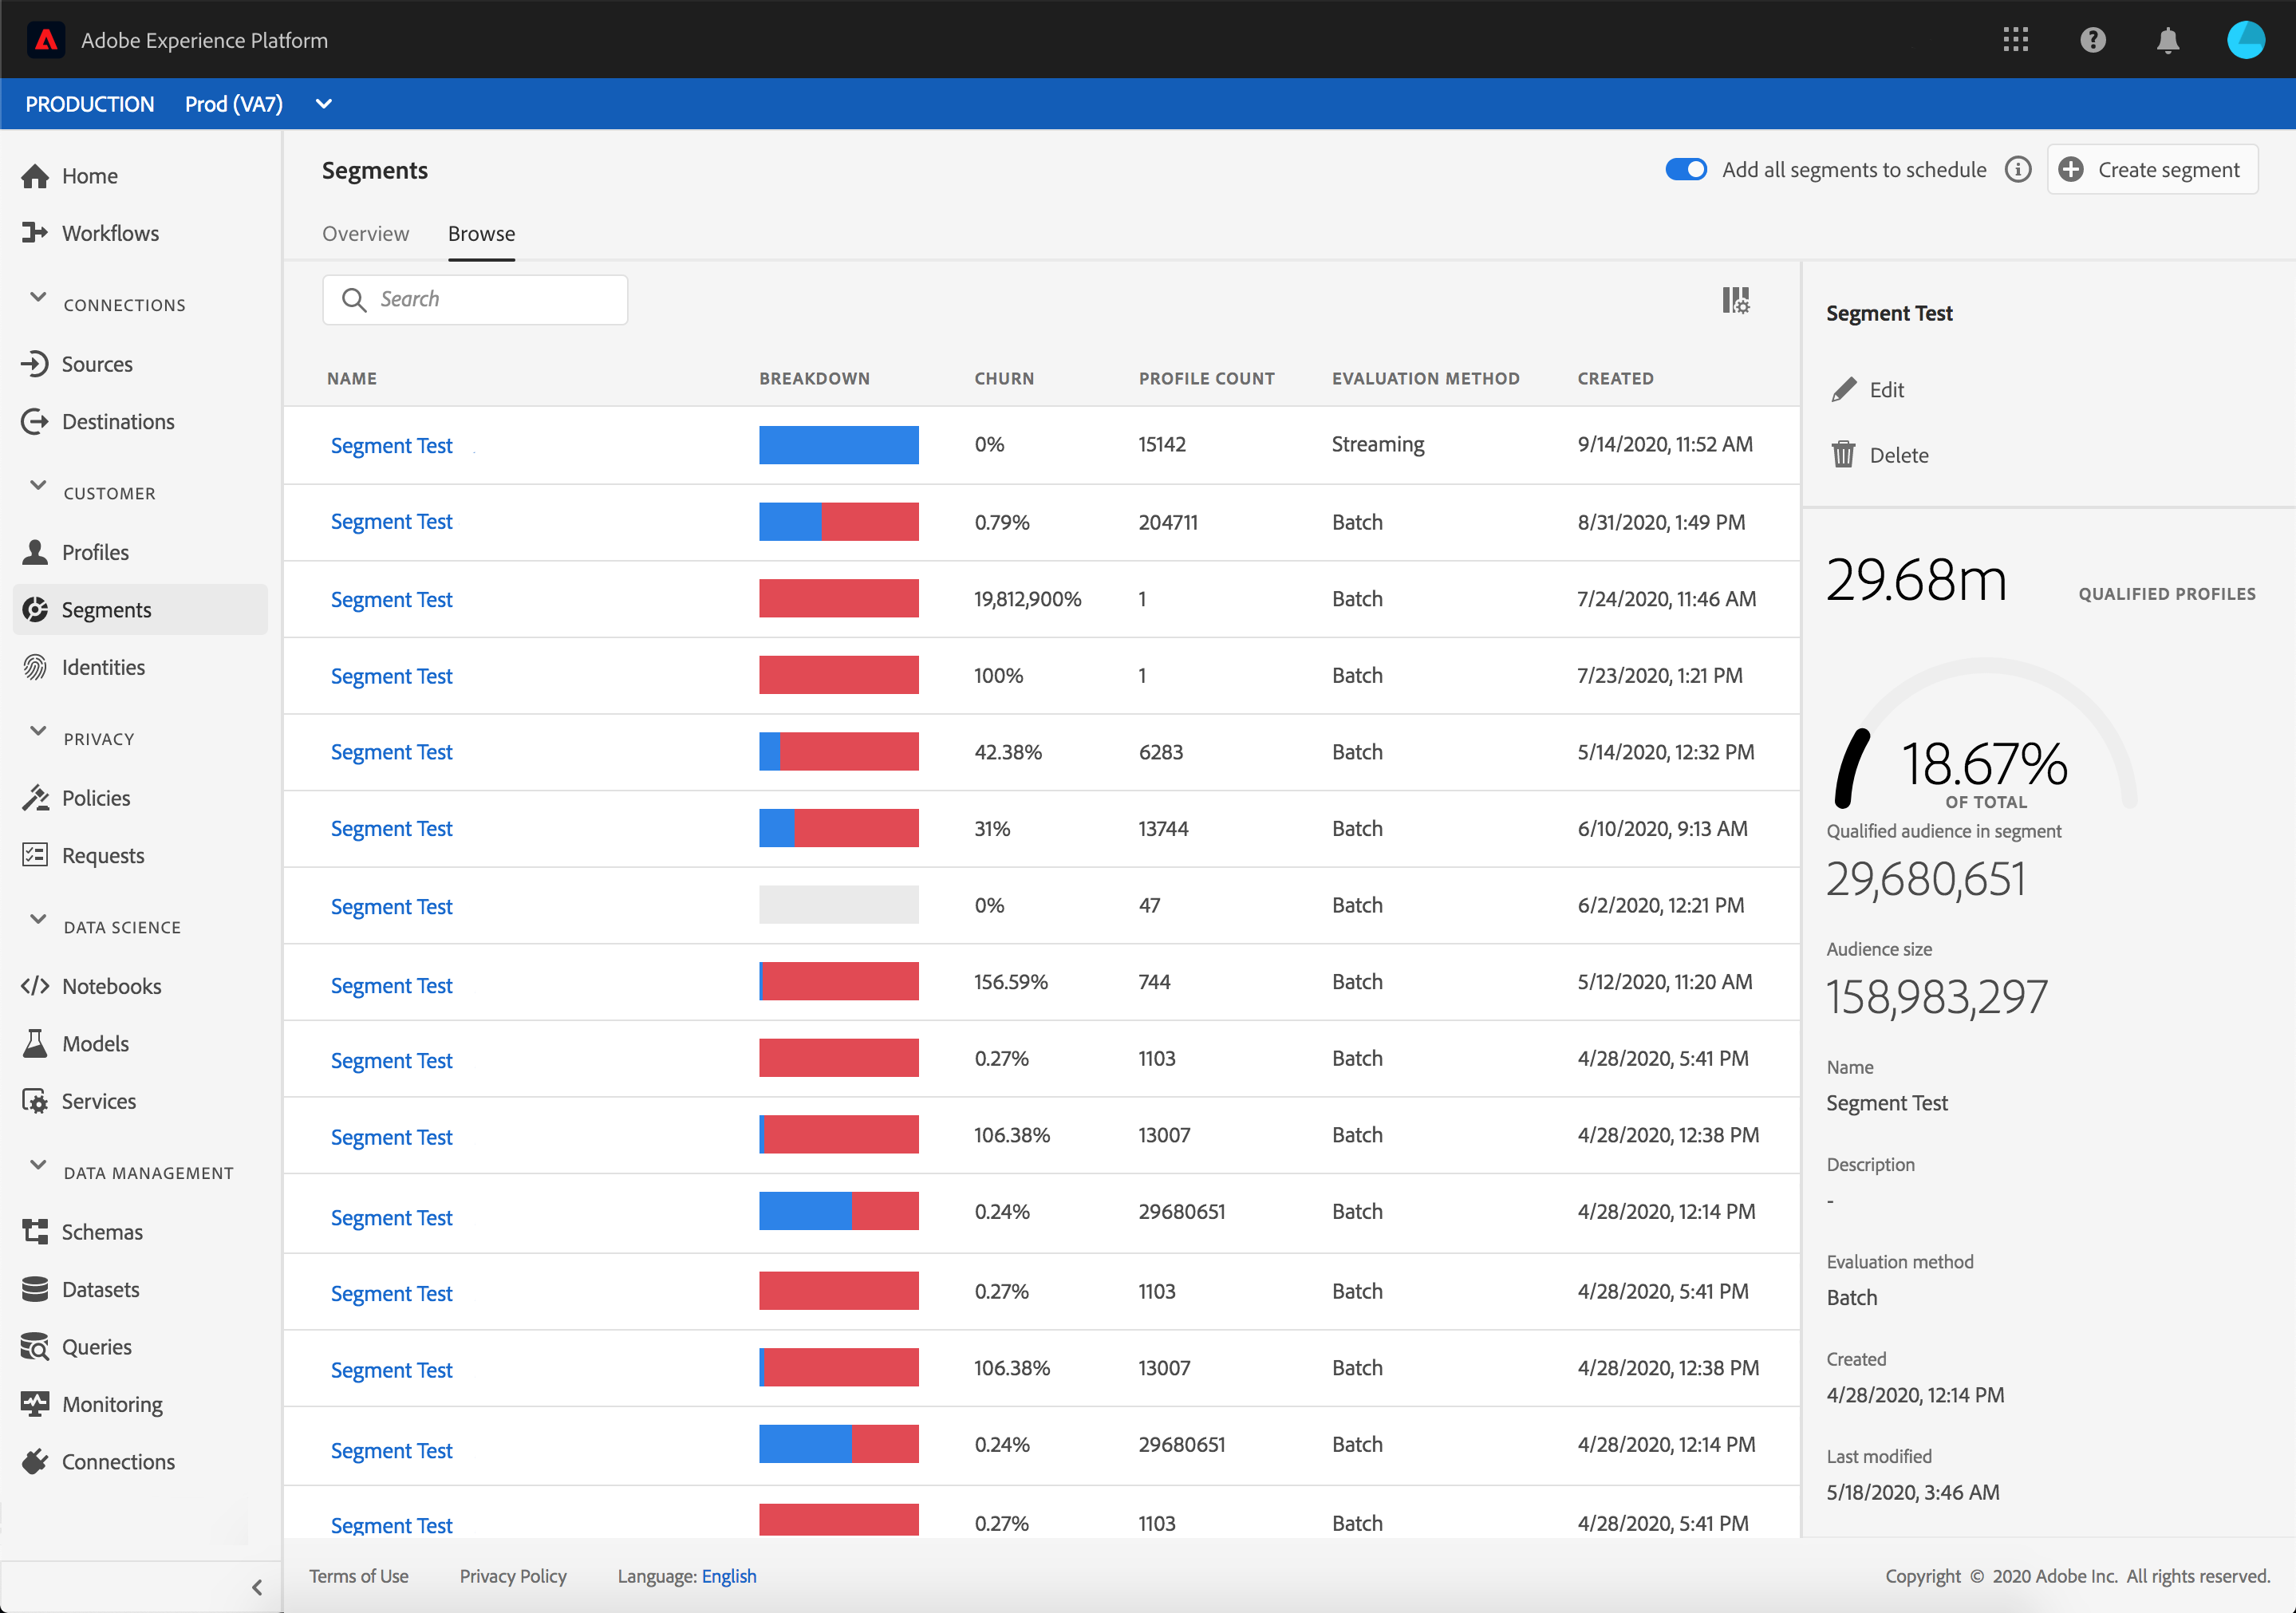 Adobe Experience Platform
PRODUCTION Prod (VA7)
Home
Workflows
CONNECTIONS
Sources
Destinations
CUSTOMER
Profiles
Segments
Identities
PRIVACY
Policies
Requests
DATA SCIENCE
Notebooks
Models
Services
DATA MANAGEMENT
Schemas
Datasets
Queries
Monitoring
Connections
Segments
Add all segments to schedule
Create segment
Overview Browse
Search
NAME BREAKDOWN CHURN PROFILE COUNT EVALUATION METHOD CREATED
Segment Test 0% 15142 Streaming 9/14/2020, 11:52 AM
Segment Test 0.79% 204711 Batch 8/31/2020, 1:49 PM
Segment Test 19,812,900% 1 Batch 7/24/2020, 11:46 AM
Segment Test 100% 1 Batch 7/23/2020, 1:21 PM
Segment Test 42.38% 6283 Batch 5/14/2020, 12:32 PM
Segment Test 31% 13744 Batch 6/10/2020, 9:13 AM
Segment Test 0% 47 Batch 6/2/2020, 12:21 PM
Segment Test 156.59% 744 Batch 5/12/2020, 11:20 AM
Segment Test 0.27% 1103 Batch 4/28/2020, 5:41 PM
Segment Test 106.38% 13007 Batch 4/28/2020, 12:38 PM
Segment Test 0.24% 29680651 Batch 4/28/2020, 12:14 PM
Segment Test 0.27% 1103 Batch 4/28/2020, 5:41 PM
Segment Test 106.38% 13007 Batch 4/28/2020, 12:38 PM
Segment Test 0.24% 29680651 Batch 4/28/2020, 12:14 PM
Segment Test 0.27% 1103 Batch 4/28/2020, 5:41 PM
Segment Test
Edit
Delete
29.68m QUALIFIED PROFILES
18.67%
OF TOTAL
Qualified audience in segment
29,680,651
Audience size
158,983,297
Name
Segment Test
Description
-
Evaluation method
Batch
Created
4/28/2020, 12:14 PM
Last modified
5/18/2020, 3:46 AM
Terms of Use Privacy Policy Language: English
Copyright © 2020 Adobe Inc. All rights reserved.